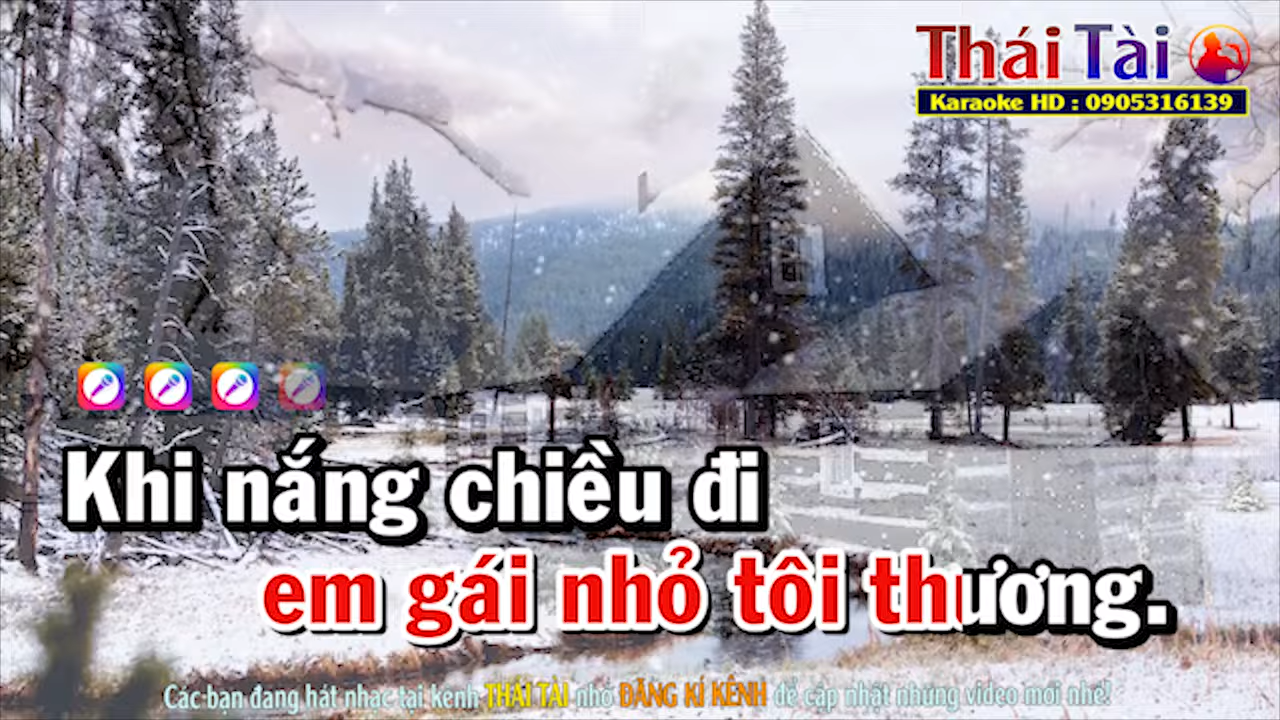 Thái Tài
Karaoke HD : 0905316139
Khi nắng chiều đi
em gái nhỏ tôi thương.
Các bạn đang hát nhạc tại kênh THÁI TÀI nhớ ĐĂNG KÍ KÊNH để cập nhật những video mới nhé!